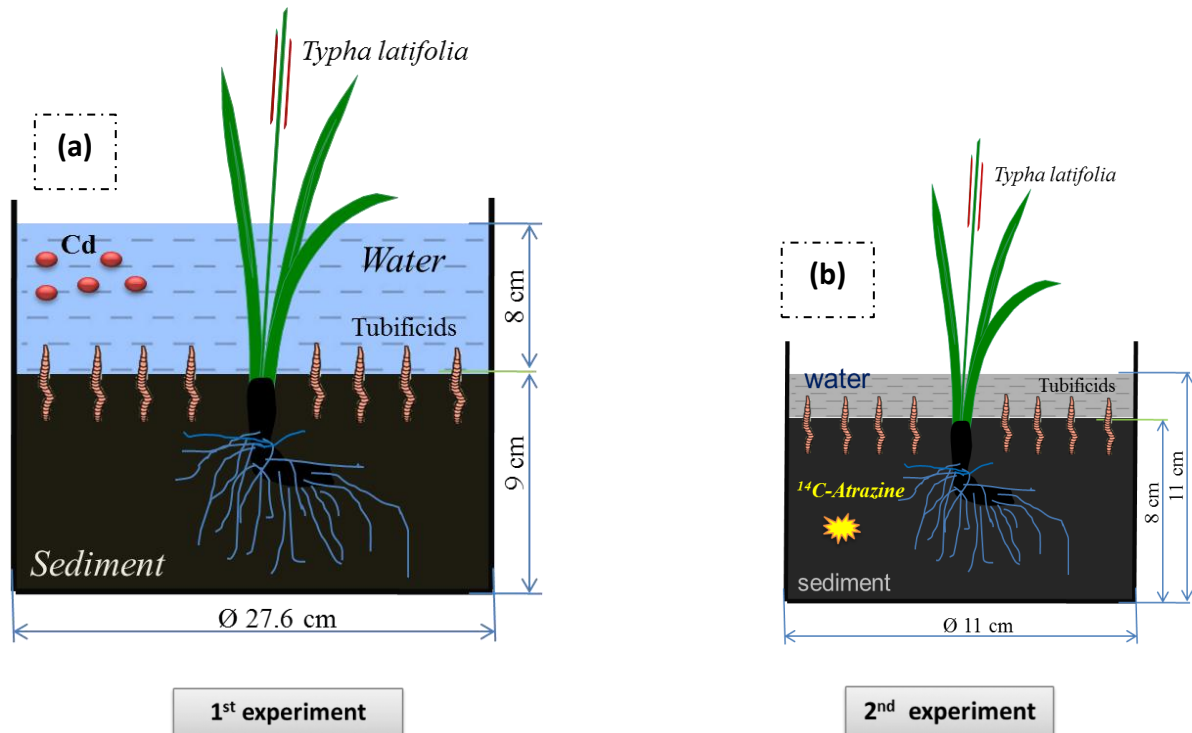 Typha latifolia
(a)
Cd
Water
8 cm
Tubificids
9 cm
Sediment
Ø 27.6 cm
1st experiment
Typha latifolia
(b)
water
Tubificids
14C-Atrazine
8 cm
11 cm
sediment
Ø 11 cm
2nd experiment